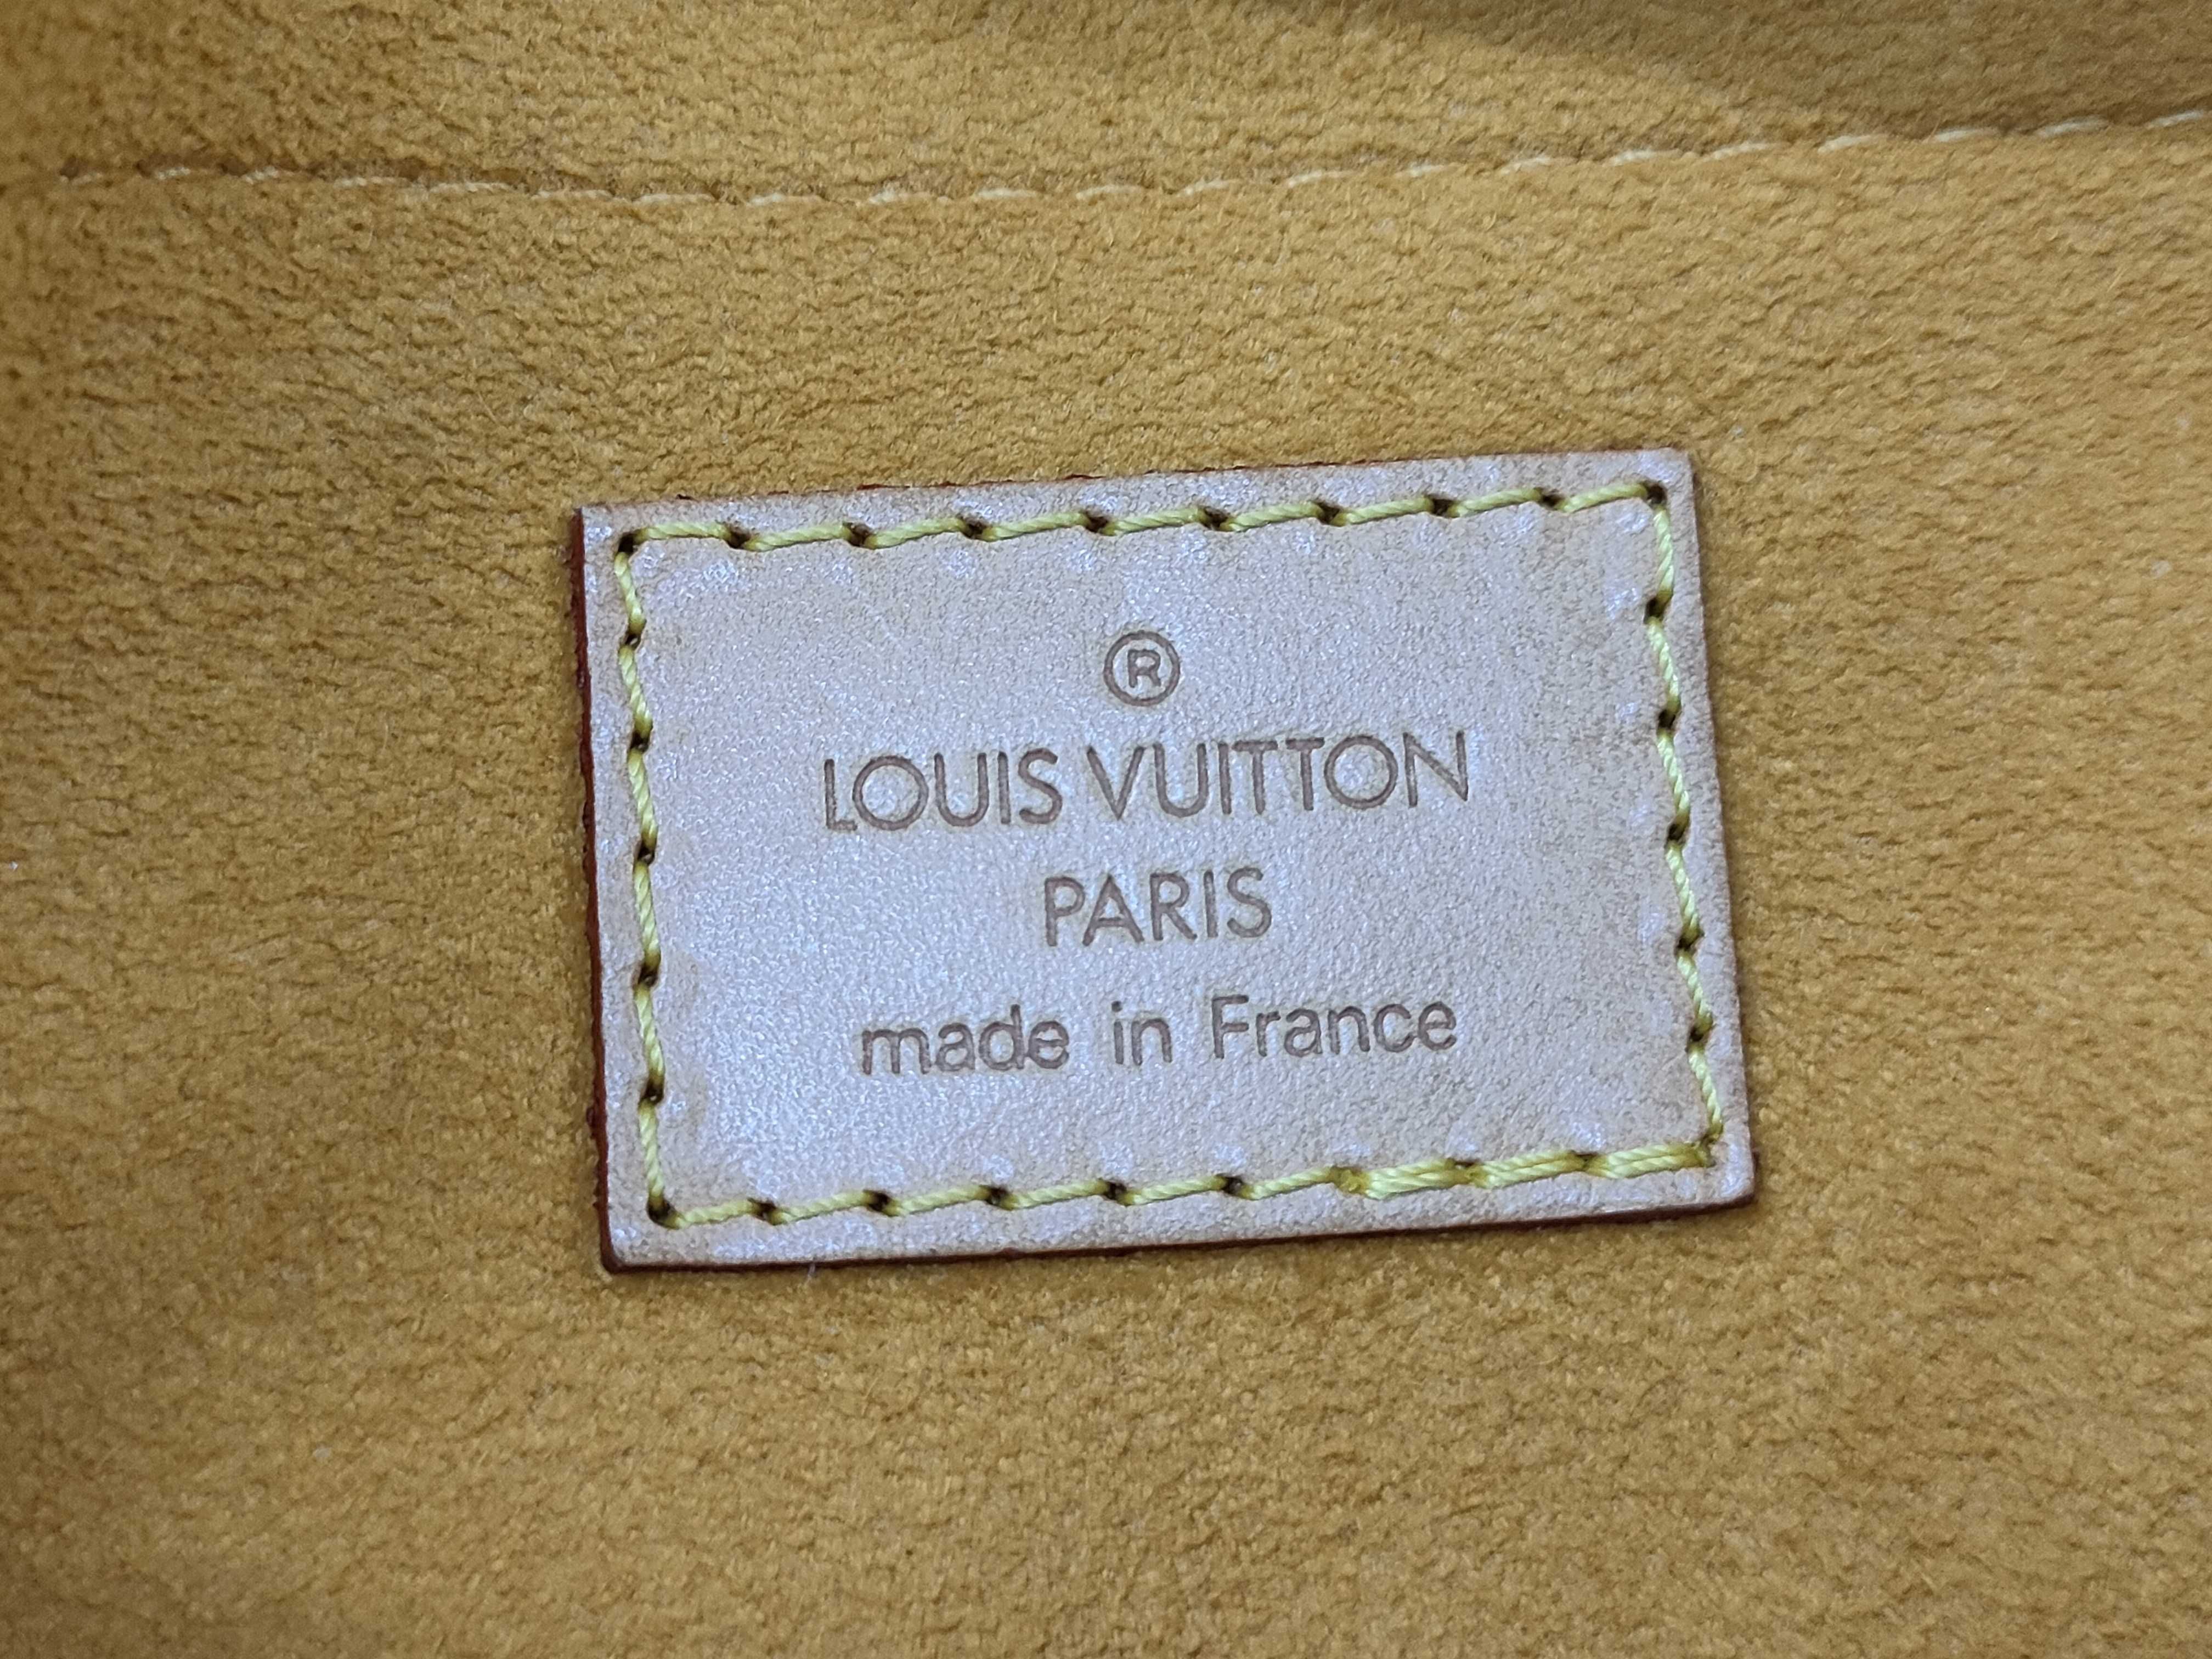 ®
LOUIS VUITTON
PARIS
made in France